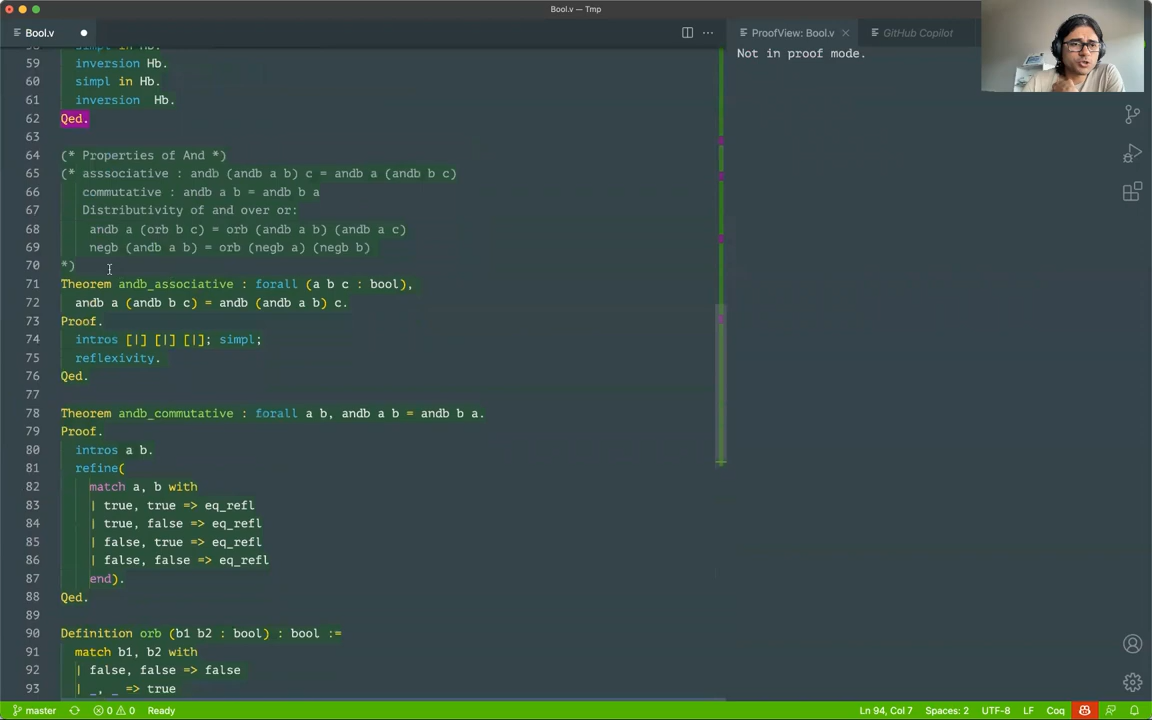 Bool.v — Tmp
Bool.v
ProofView: Bool.v
GitHub Copilot
Not in proof mode.
58 simpl in Hb.
59 inversion Hb.
60 simpl in Hb.
61 inversion  Hb.
62 Qed.
63
64 (* Properties of And *)
65 (* asssociative : andb (andb a b) c = andb a (andb b c)
66 commutative : andb a b = andb b a
67 Distributivity of and over or:
68 andb a (orb b c) = orb (andb a b) (andb a c)
69 negb (andb a b) = orb (negb a) (negb b)
70 *)
71 Theorem andb_associative : forall (a b c : bool),
72 andb a (andb b c) = andb (andb a b) c.
73 Proof.
74 intros [|] [|] [|]; simpl;
75 reflexivity.
76 Qed.
77
78 Theorem andb_commutative : forall a b, andb a b = andb b a.
79 Proof.
80 intros a b.
81 refine(
82 match a, b with
83 | true, true => eq_refl
84 | true, false => eq_refl
85 | false, true => eq_refl
86 | false, false => eq_refl
87 end).
88 Qed.
89
90 Definition orb (b1 b2 : bool) : bool :=
91 match b1, b2 with
92 | false, false => false
93 | _, _ => true
master
0
0
Ready
Ln 94, Col 7
Spaces: 2
UTF-8
LF
Coq